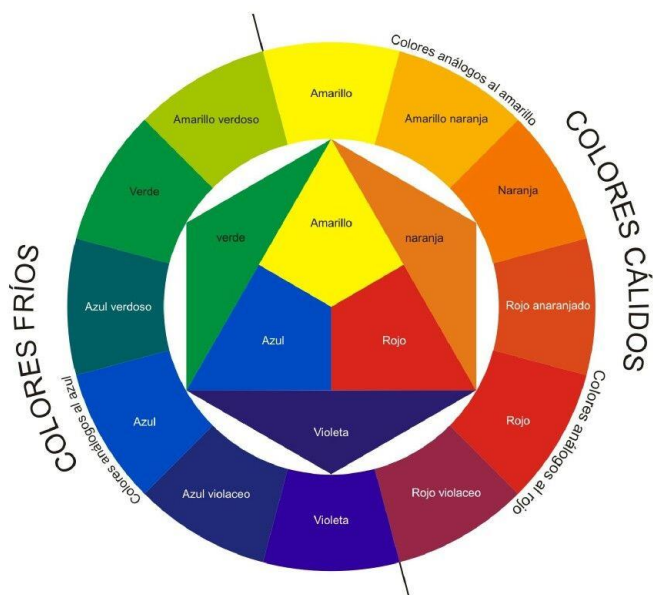 Colores análogos al amarillo
Amarillo
Amarillo verdoso
Amarillo naranja
COLORES CÁLIDOS
Verde
Naranja
Amarillo
verde
naranja
COLORES FRÍOS
Azul verdoso
Rojo anaranjado
Azul
Rojo
Colores análogos al azul
Azul
Rojo
Colores análogos al rojo
Violeta
Azul violaceo
Rojo violaceo
Violeta